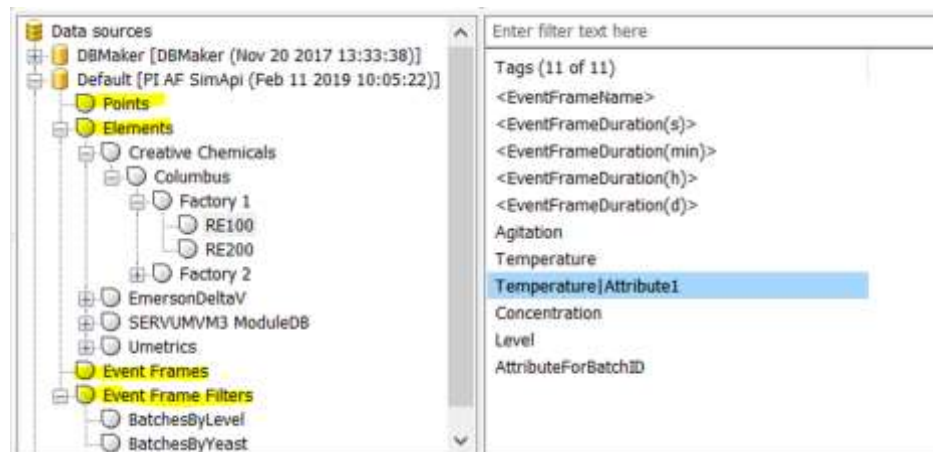 Data sources
DBMaker [DBMaker (Nov 20 2017 13:33:38)]
Default [PI AF SimApi (Feb 11 2019 10:05:22)]
Points
Elements
Creative Chemicals
Columbus
Factory 1
RE100
RE200
Factory 2
EmersonDeltaV
SERVUMVM3 ModuleDB
Umetrics
Event Frames
Event Frame Filters
BatchesByLevel
BatchesByYeast
Enter filter text here
Tags (11 of 11)
<EventFrameName>
<EventFrameDuration(s)>
<EventFrameDuration(min)>
<EventFrameDuration(h)>
<EventFrameDuration(d)>
Agitation
Temperature
Temperature|Attribute1
Concentration
Level
AttributeForBatchID